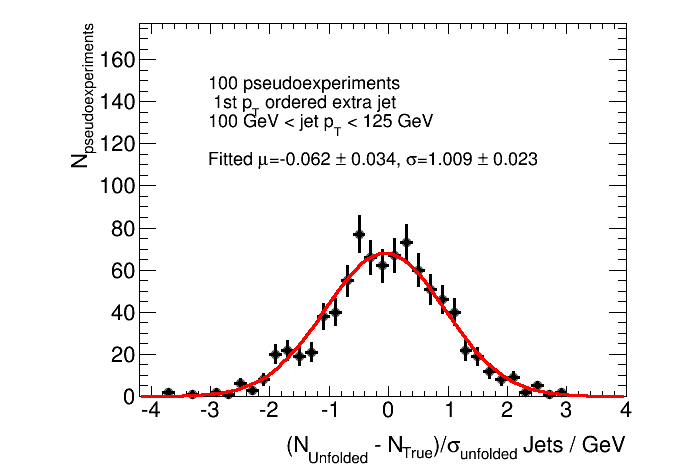 N_pseudoexperiments
160
140
120
100
80
60
40
20
0
100 pseudoexperiments
1st p_T ordered extra jet
100 GeV < jet p_T < 125 GeV
Fitted μ=-0.062 ± 0.034, σ=1.009 ± 0.023
-4 -3 -2 -1 0 1 2 3 4
(N_Unfolded - N_True)/σ_unfolded Jets / GeV